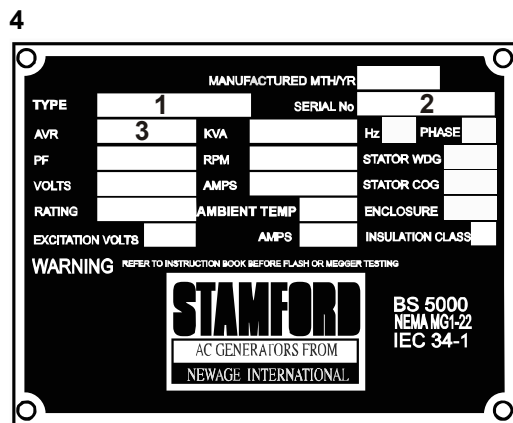 4
MANUFACTURED MTH/YR
TYPE 1 SERIAL No 2
AVR 3 KVA Hz PHASE
PF RPM STATOR WDG
VOLTS AMPS STATOR COG
RATING AMBIENT TEMP ENCLOSURE
EXCITATION VOLTS AMPS INSULATION CLASS
WARNING REFER TO INSTRUCTION BOOK BEFORE FLASH OR MEGGER TESTING
STAMFORD
AC GENERATORS FROM
NEWAGE INTERNATIONAL
BS 5000
NEMA MG1-22
IEC 34-1